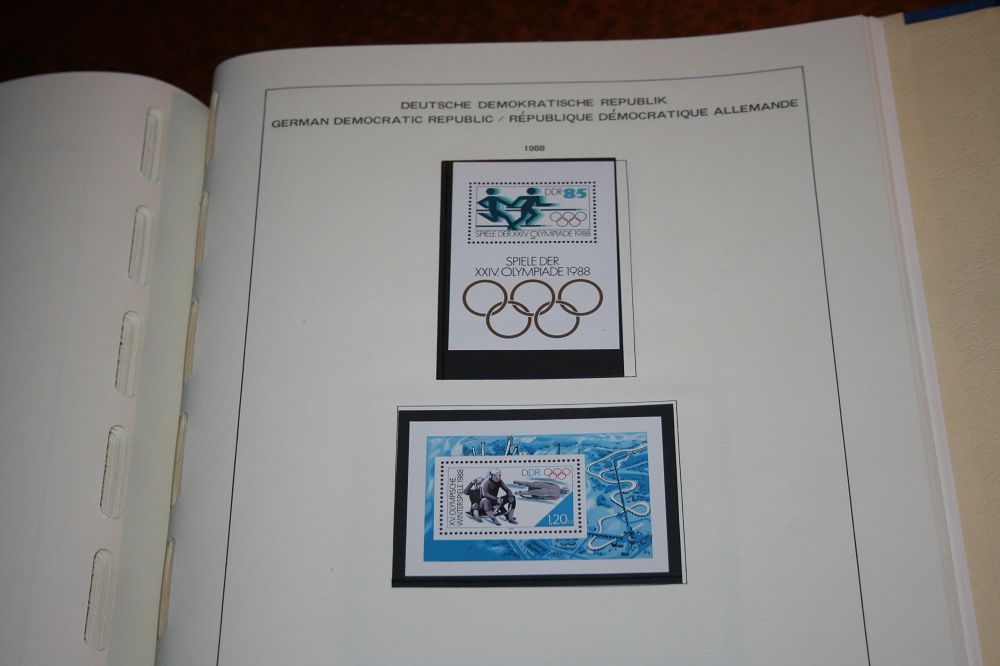 DEUTSCHE DEMOKRATISCHE REPUBLIK
GERMAN DEMOCRATIC REPUBLIC / RÉPUBLIQUE DÉMOCRATIQUE ALLEMANDE
1988
DDR 85
SPIELE DER XXIV. OLYMPIADE 1988
SPIELE DER
XXIV. OLYMPIADE 1988
XV. OLYMPISCHE
WINTERSPIELE 1988
DDR
1,20 M